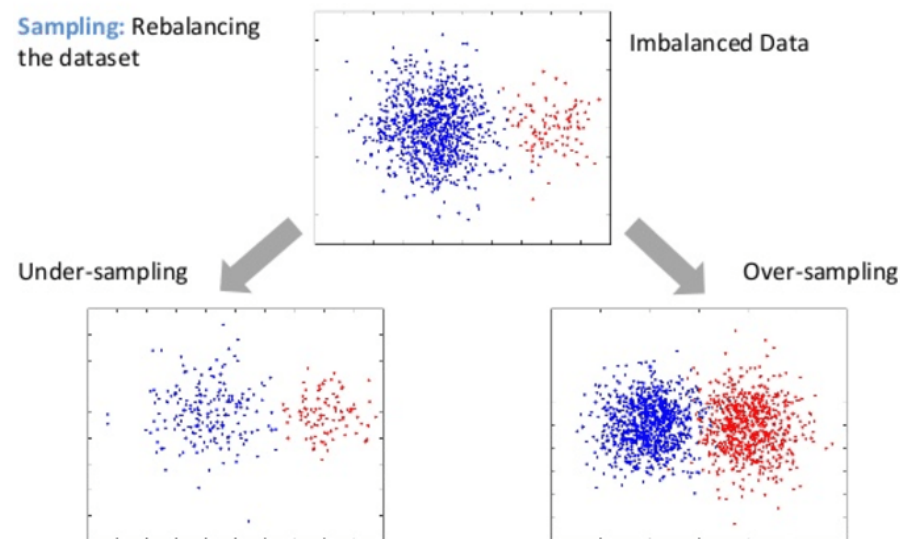 Sampling: Rebalancing
the dataset
Imbalanced Data
Under-sampling
Over-sampling